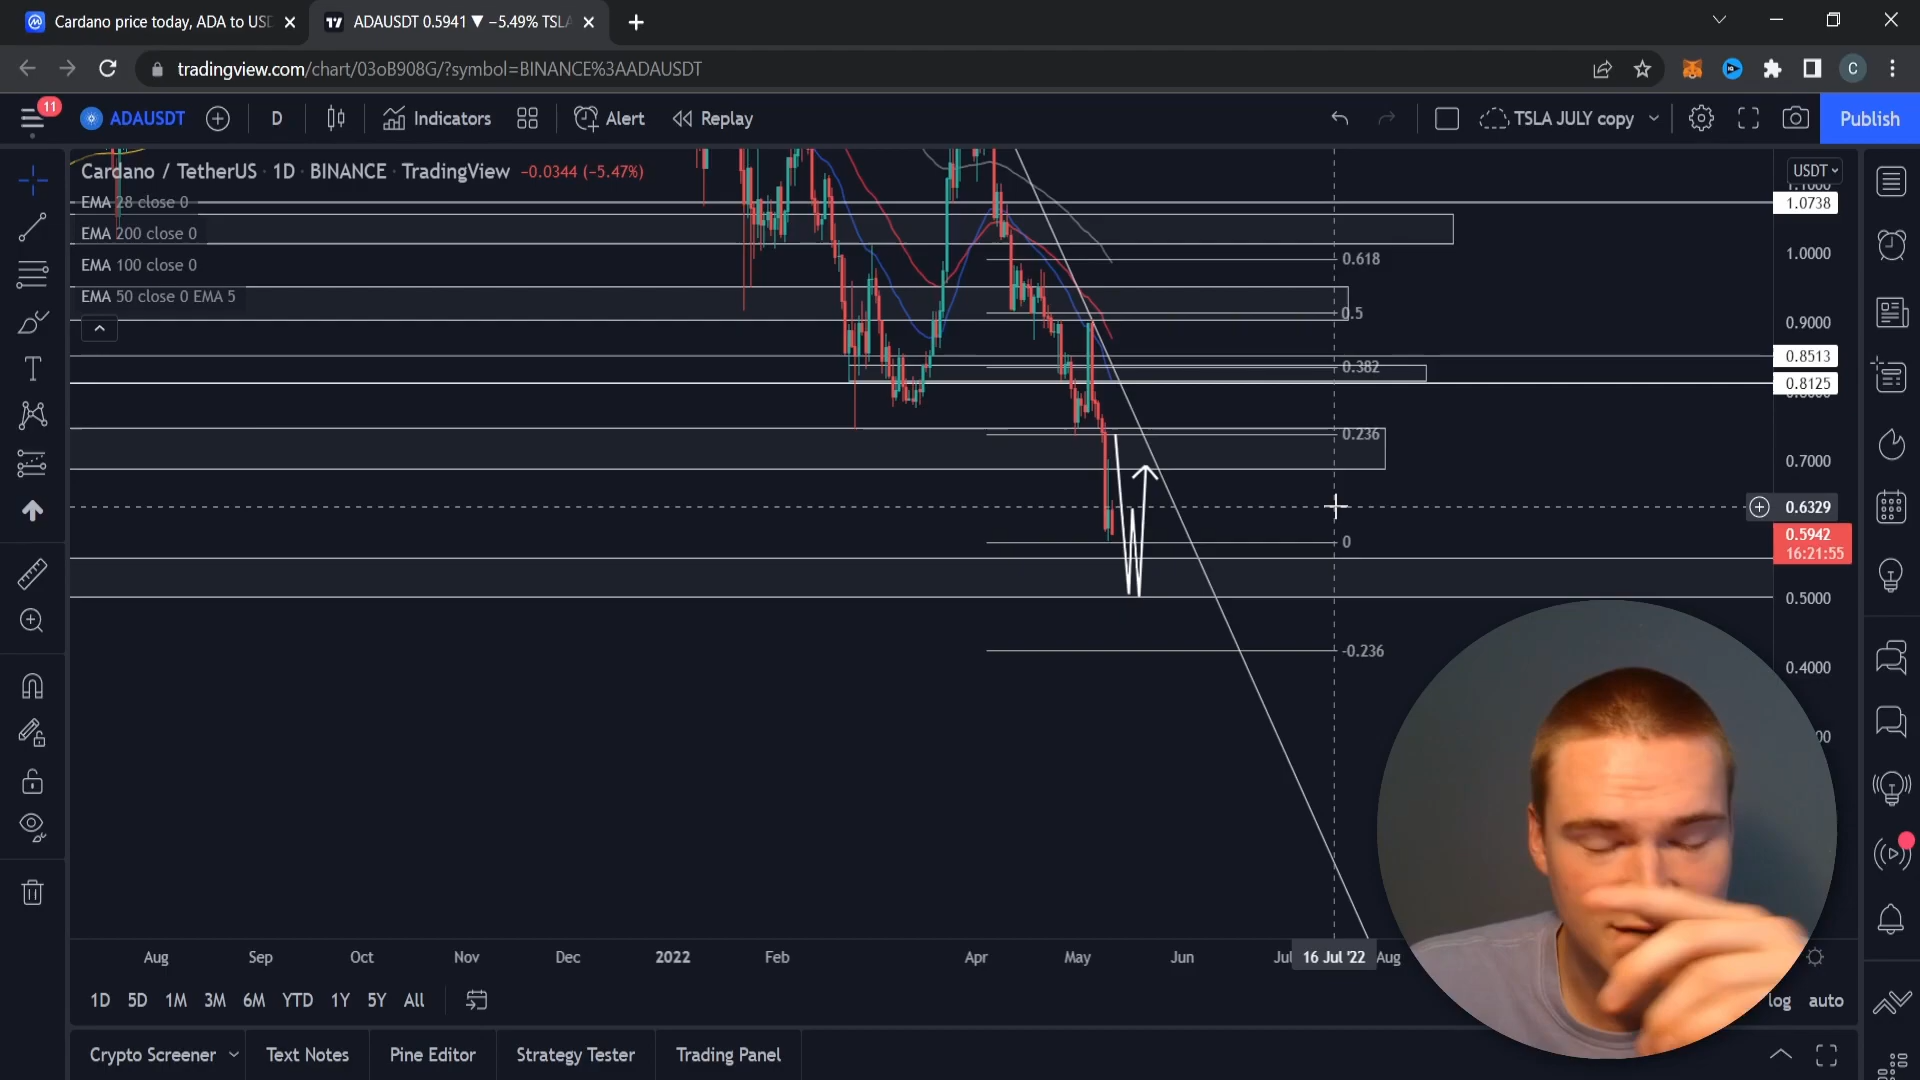 Cardano price today, ADA to USD
ADAUSDT 0.5941 ▼ −5.49% TSLA
tradingview.com/chart/03oB908G/?symbol=BINANCE%3AADAUSDT
C
11
ADAUSDT
D
Indicators
Alert
Replay
TSLA JULY copy
Publish
Cardano / TetherUS · 1D · BINANCE · TradingView −0.0344 (−5.47%)
USDT
1.1000
EMA 28 close 0
1.0738
EMA 200 close 0
1.0000
0.618
EMA 100 close 0
EMA 50 close 0 EMA 5
0.5
0.9000
0.8513
0.382
0.8125
0.236
0.7000
0.6329
0.5942
0
16:21:55
0.5000
-0.236
0.4000
Aug Sep Oct Nov Dec 2022 Feb Apr May Jun Jul 16 Jul '22 Aug
1D 5D 1M 3M 6M YTD 1Y 5Y All
log auto
Crypto Screener Text Notes Pine Editor Strategy Tester Trading Panel